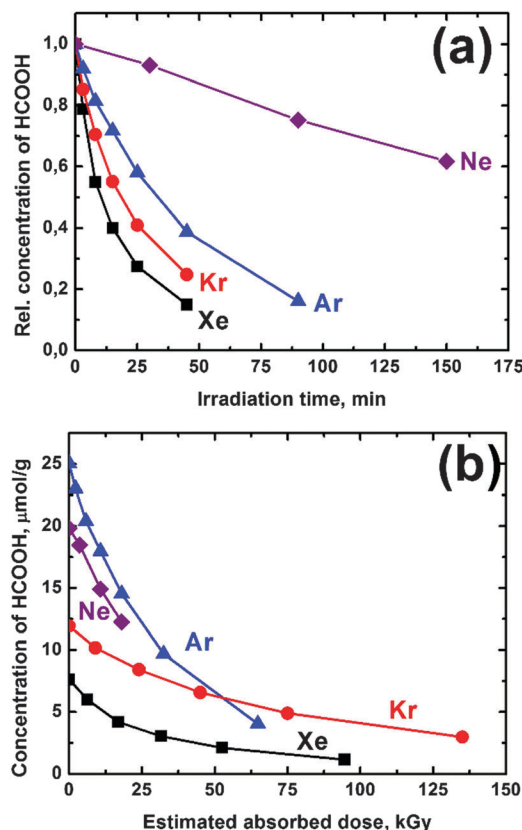 (a)
1,0
0,8
0,6
0,4
0,2
0,0
Rel. concentration of HCOOH
Ne
Kr
Ar
Xe
0 25 50 75 100 125 150 175
Irradiation time, min
(b)
25
20
15
10
5
0
Concentration of HCOOH, μmol/g
Ne
Ar
Kr
Xe
0 25 50 75 100 125 150
Estimated absorbed dose, kGy